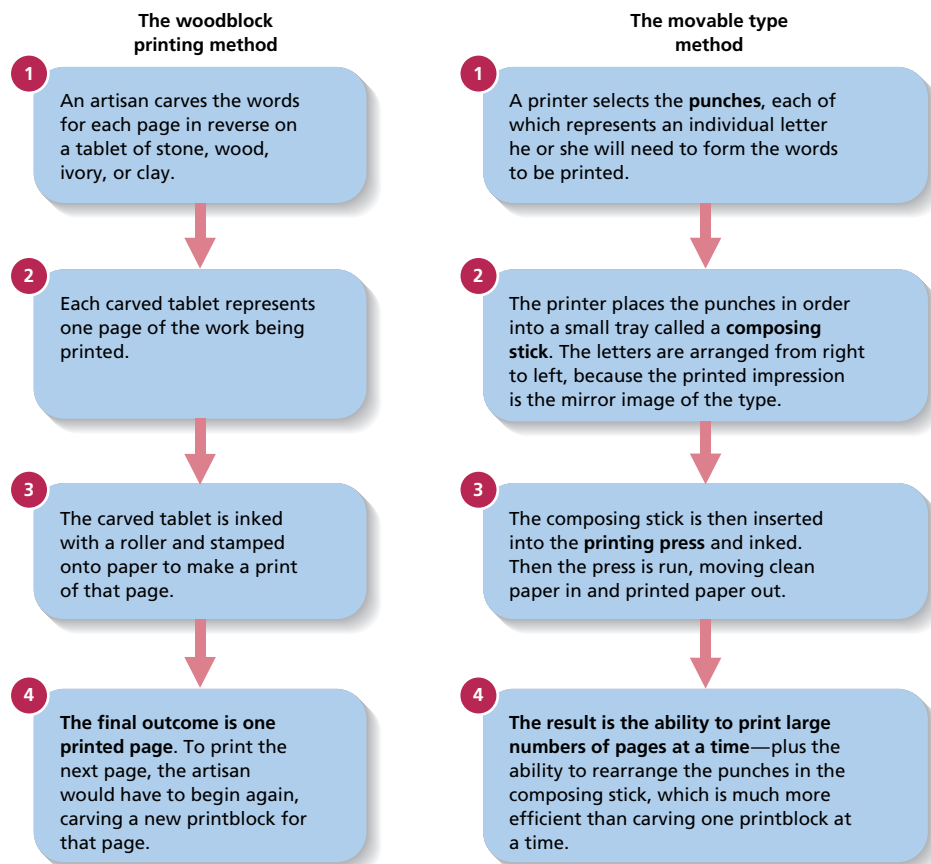 The woodblock
printing method
1
An artisan carves the words
for each page in reverse on
a tablet of stone, wood,
ivory, or clay.
2
Each carved tablet represents
one page of the work being
printed.
3
The carved tablet is inked
with a roller and stamped
onto paper to make a print
of that page.
4
The final outcome is one
printed page. To print the
next page, the artisan
would have to begin again,
carving a new printblock for
that page.
The movable type
method
1
A printer selects the punches, each of
which represents an individual letter
he or she will need to form the words
to be printed.
2
The printer places the punches in order
into a small tray called a composing
stick. The letters are arranged from right
to left, because the printed impression
is the mirror image of the type.
3
The composing stick is then inserted
into the printing press and inked.
Then the press is run, moving clean
paper in and printed paper out.
4
The result is the ability to print large
numbers of pages at a time—plus the
ability to rearrange the punches in the
composing stick, which is much more
efficient than carving one printblock at
a time.